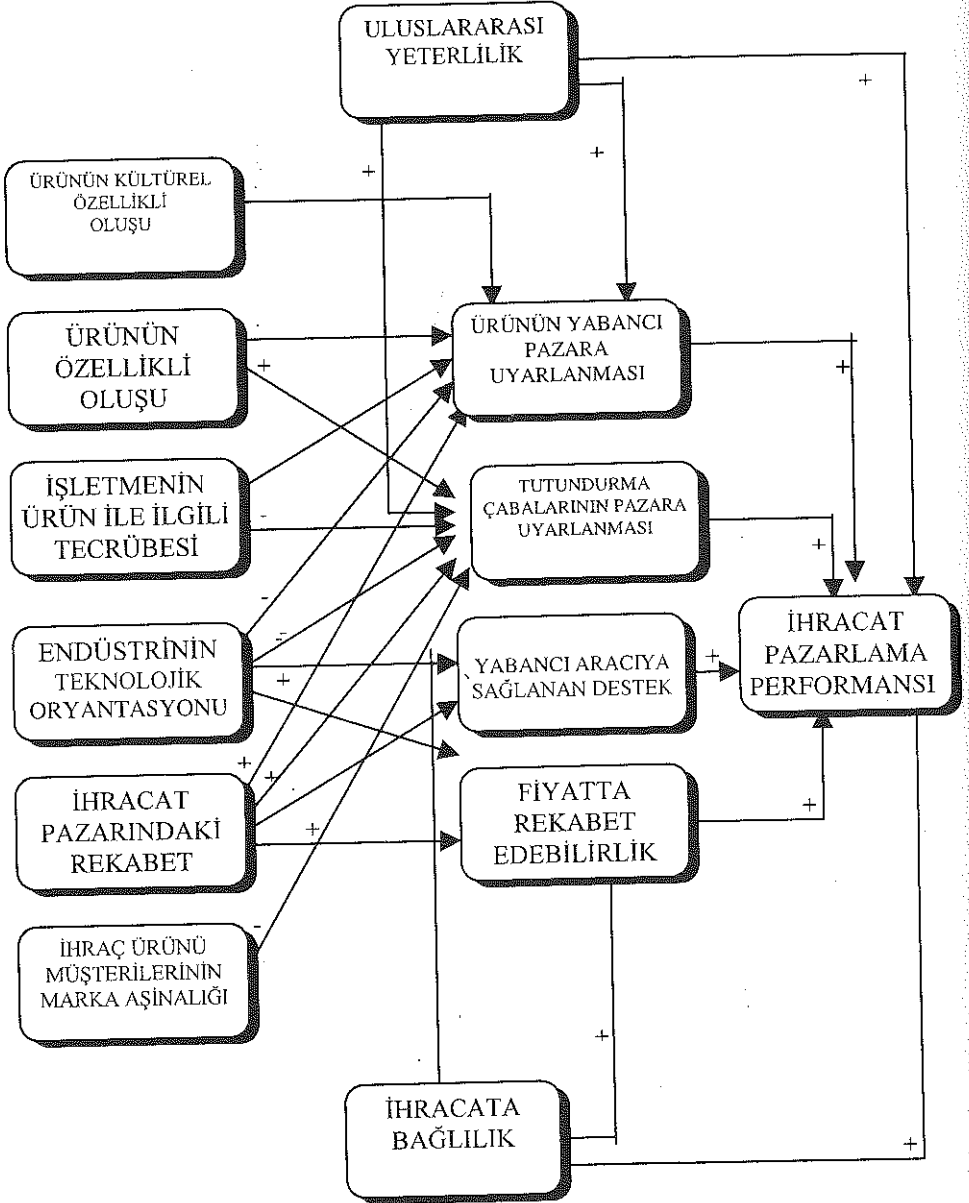 ULUSLARARASI
YETERLİLİK
+
+
+
ÜRÜNÜN KÜLTÜREL
ÖZELLİKLİ
OLUŞU
-
ÜRÜNÜN
ÖZELLİKLİ
OLUŞU
-
+
ÜRÜNÜN YABANCI
PAZARA
UYARLANMASI
+
İŞLETMENİN
ÜRÜN İLE İLGİLİ
TECRÜBESİ
-
TUTUNDURMA
ÇABALARININ PAZARA
UYARLANMASI
+
+
ENDÜSTRİNİN
TEKNOLOJİK
ORYANTASYONU
-
-
+
YABANCI ARACIYA
SAĞLANAN DESTEK
+
İHRACAT
PAZARLAMA
PERFORMANSI
İHRACAT
PAZARINDAKİ
REKABET
+
+
+
FİYATTA
REKABET
EDEBİLİRLİK
+
İHRAÇ ÜRÜNÜ
MÜŞTERİLERİNİN
MARKA AŞİNALIĞI
-
+
İHRACATA
BAĞLILIK
+